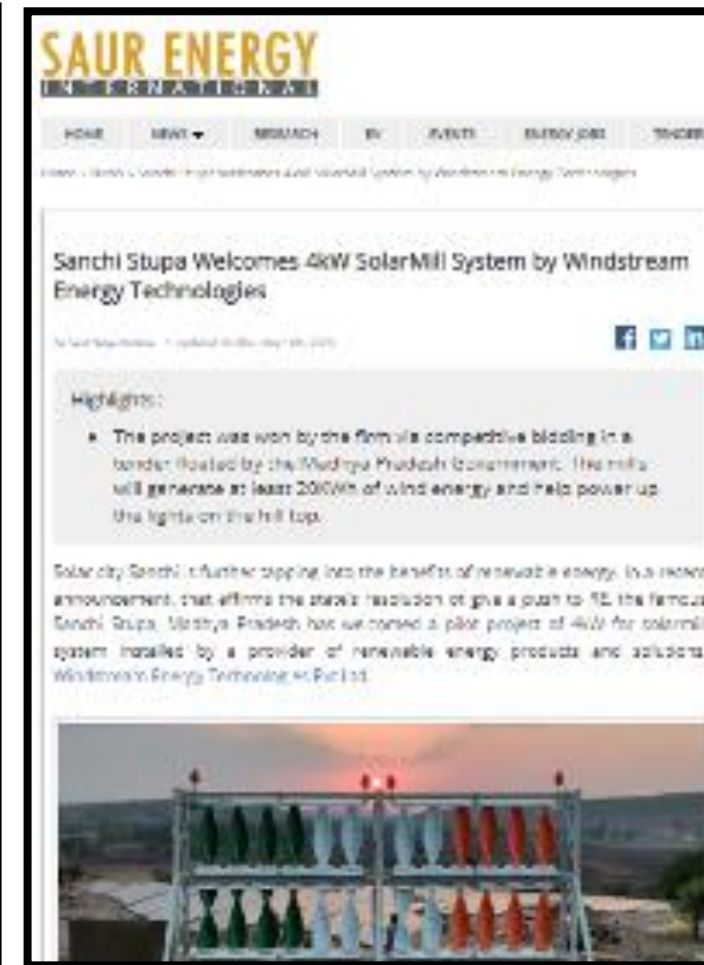 SAUR ENERGY
INTERNATIONAL
HOME NEWS RESEARCH EV EVENTS ENERGY JOBS TENDER
Sanchi Stupa Welcomes 4kW SolarMill System by Windstream
Energy Technologies
Highlights :
The project was won by the firm via competitive bidding in a
tender floated by the Madhya Pradesh Government. The mills
will generate at least 20KWh of wind energy and help power up
the lights on the hill top.
Solar city Sanchi is further tapping into the benefits of renewable energy. In a recent
announcement, that affirms the state's resolution of give a push to RE, the famous
Sanchi Stupa, Madhya Pradesh has welcomed a pilot project of 4kW for solarmill
system installed by a provider of renewable energy products and solutions
Windstream Energy Technologies Pvt Ltd.